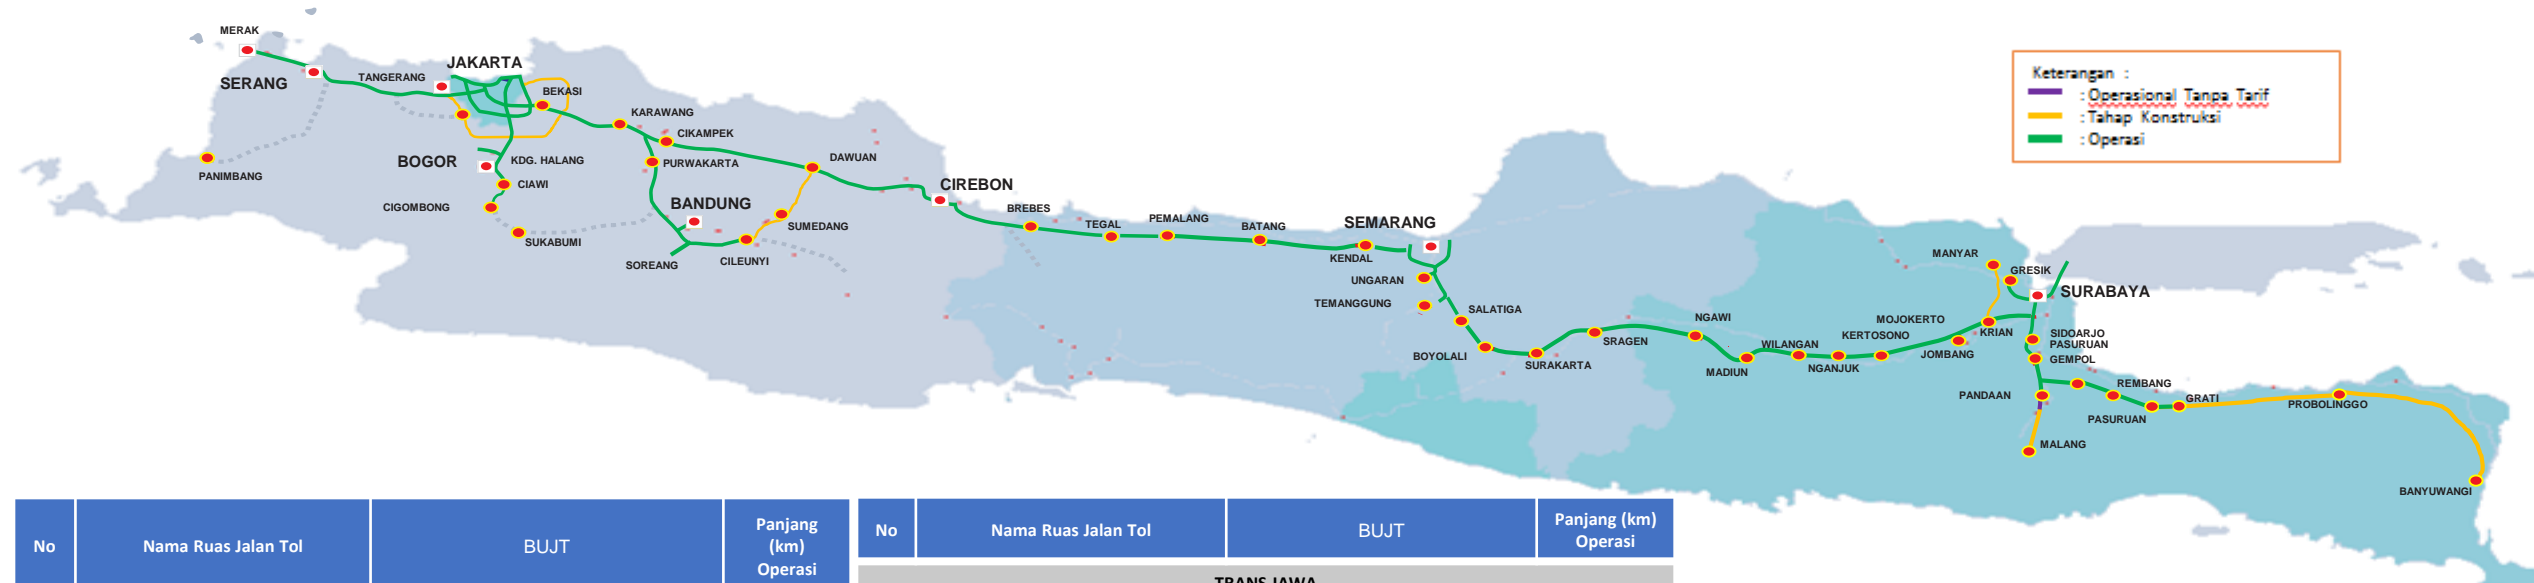 MERAK
SERANG
TANGERANG
JAKARTA
BEKASI
KARAWANG
CIKAMPEK
PURWAKARTA
DAWUAN
BOGOR
KDG. HALANG
CIAWI
CIGOMBONG
SUKABUMI
PANIMBANG
BANDUNG
SUMEDANG
SOREANG
CILEUNYI
CIREBON
BREBES
TEGAL
PEMALANG
BATANG
SEMARANG
KENDAL
UNGARAN
TEMANGGUNG
SALATIGA
BOYOLALI
SURAKARTA
SRAGEN
NGAWI
MADIUN
WILANGAN
NGANJUK
KERTOSONO
MOJOKERTO
JOMBANG
KRIAN
MANYAR
GRESIK
SURABAYA
SIDOARJO
PASURUAN
GEMPOL
PANDAAN
MALANG
REMBANG
PASURUAN
GRATI
PROBOLINGGO
BANYUWANGI
Keterangan :
: Operasional Tanpa Tarif
: Tahap Konstruksi
: Operasi
No
Nama Ruas Jalan Tol
BUJT
Panjang
(km)
Operasi
No
Nama Ruas Jalan Tol
BUJT
Panjang (km)
Operasi
TRANS JAWA